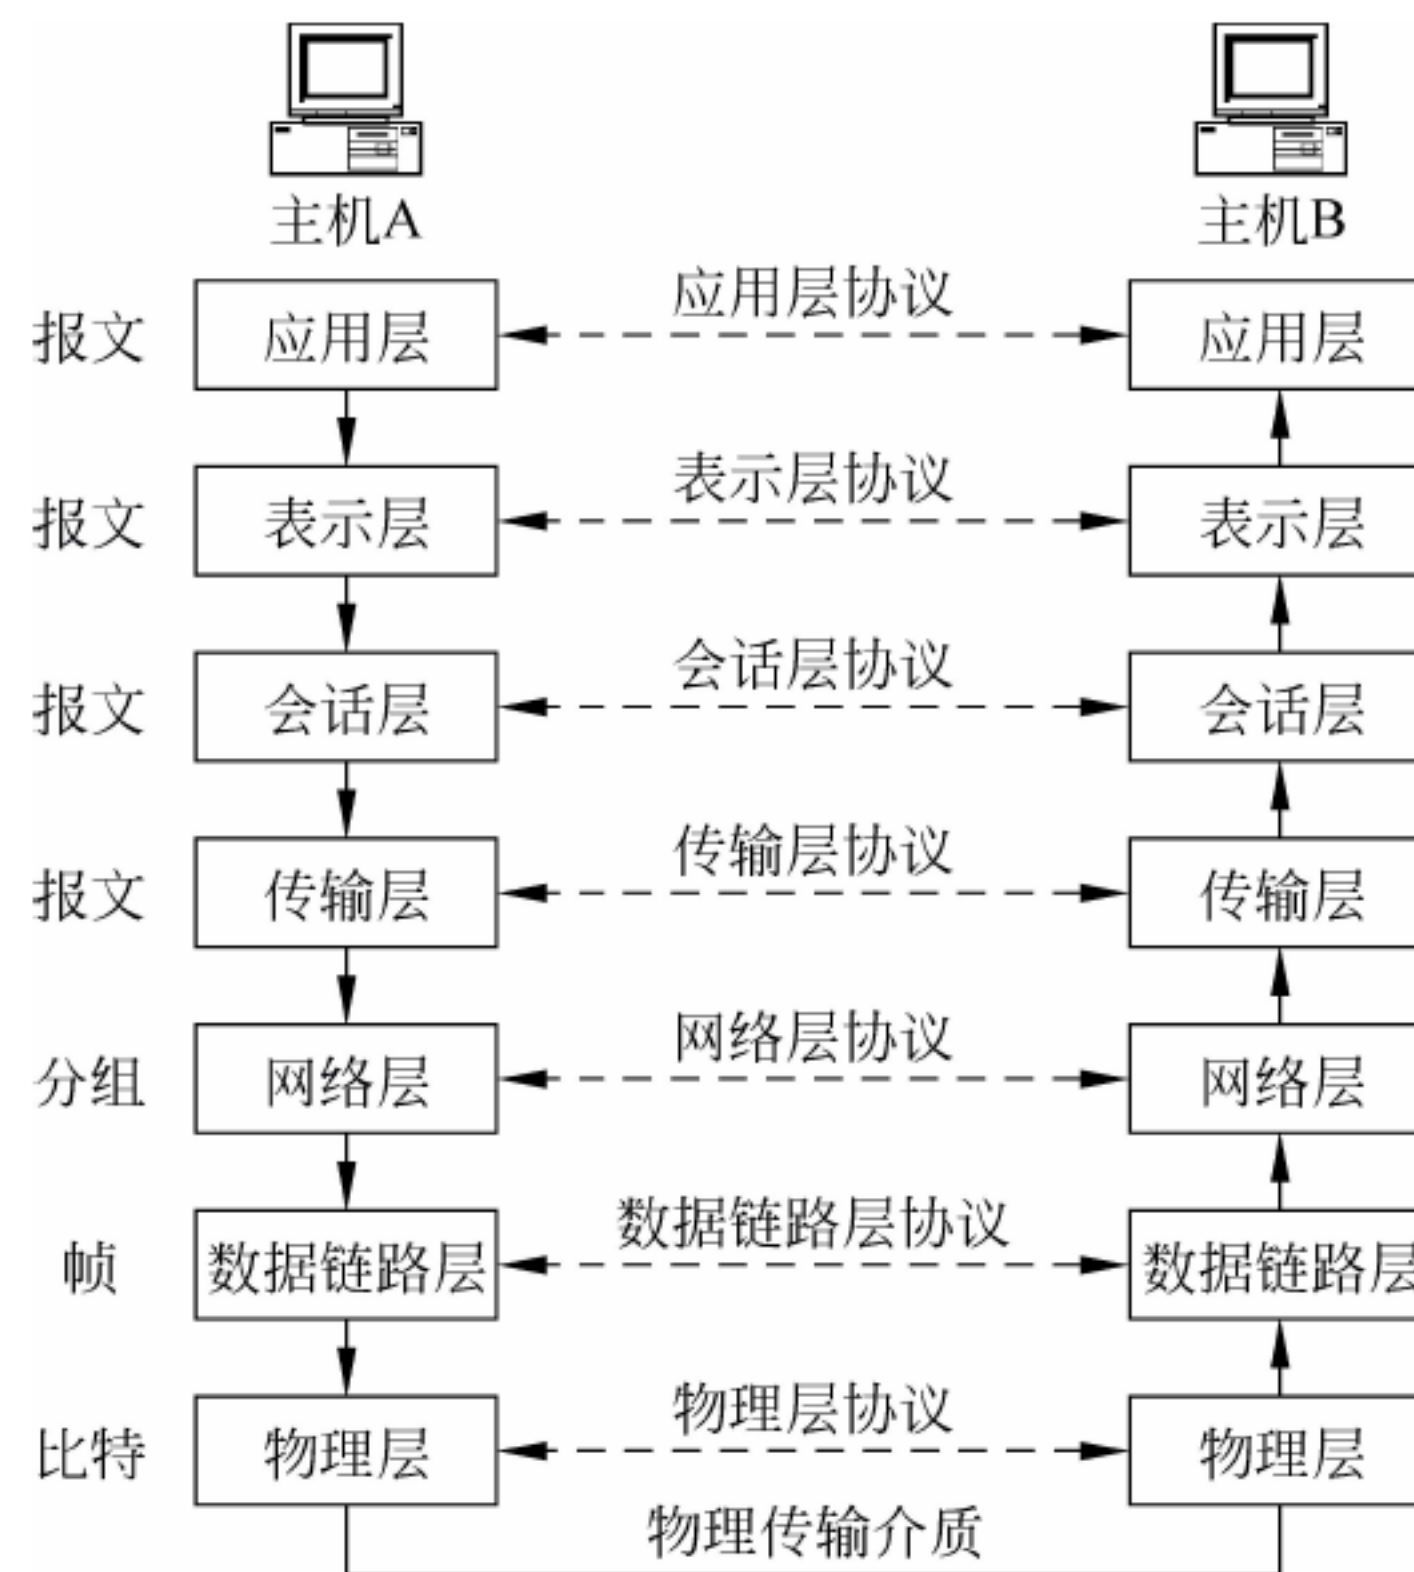 主机A 主机B
应用层协议
报文 应用层 应用层
表示层协议
报文 表示层 表示层
会话层协议
报文 会话层 会话层
传输层协议
报文 传输层 传输层
网络层协议
分组 网络层 网络层
数据链路层协议
帧 数据链路层 数据链路层
物理层协议
比特 物理层 物理层
物理传输介质